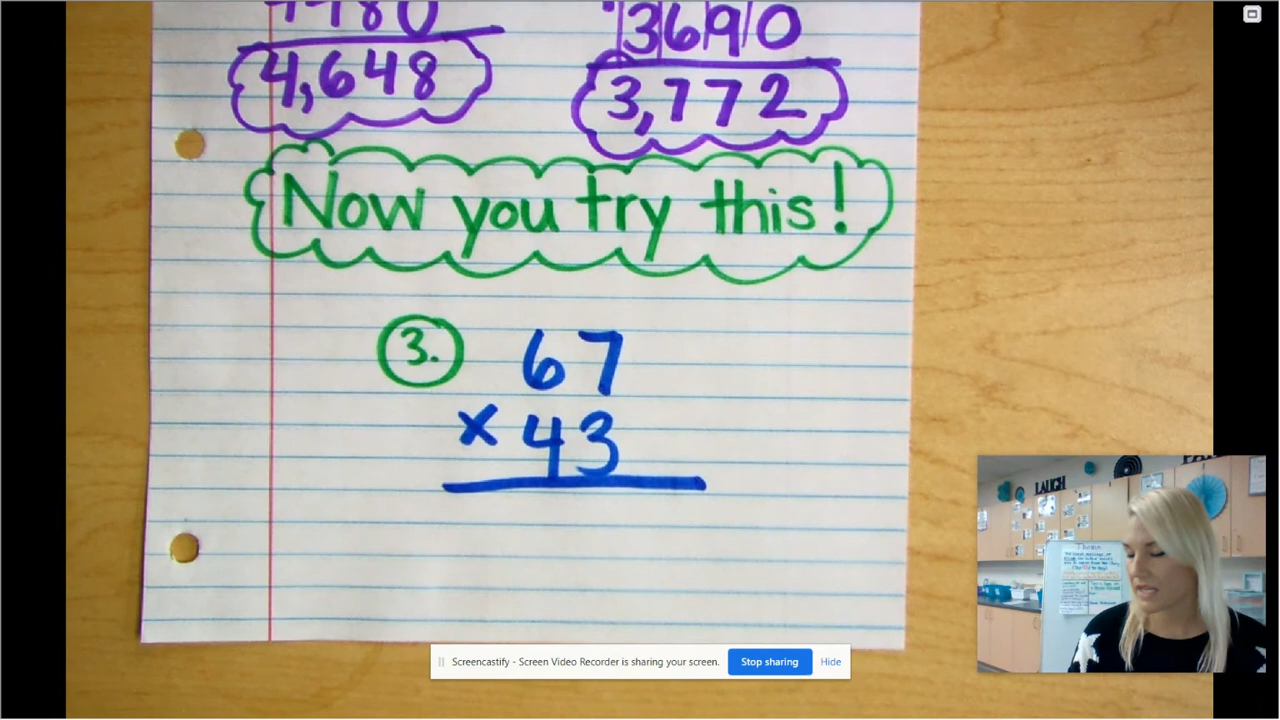 3690
4,648
3,772
Now you try this!
3. 67
x 43
LAUGH
Screencastify - Screen Video Recorder is sharing your screen.
Stop sharing
Hide